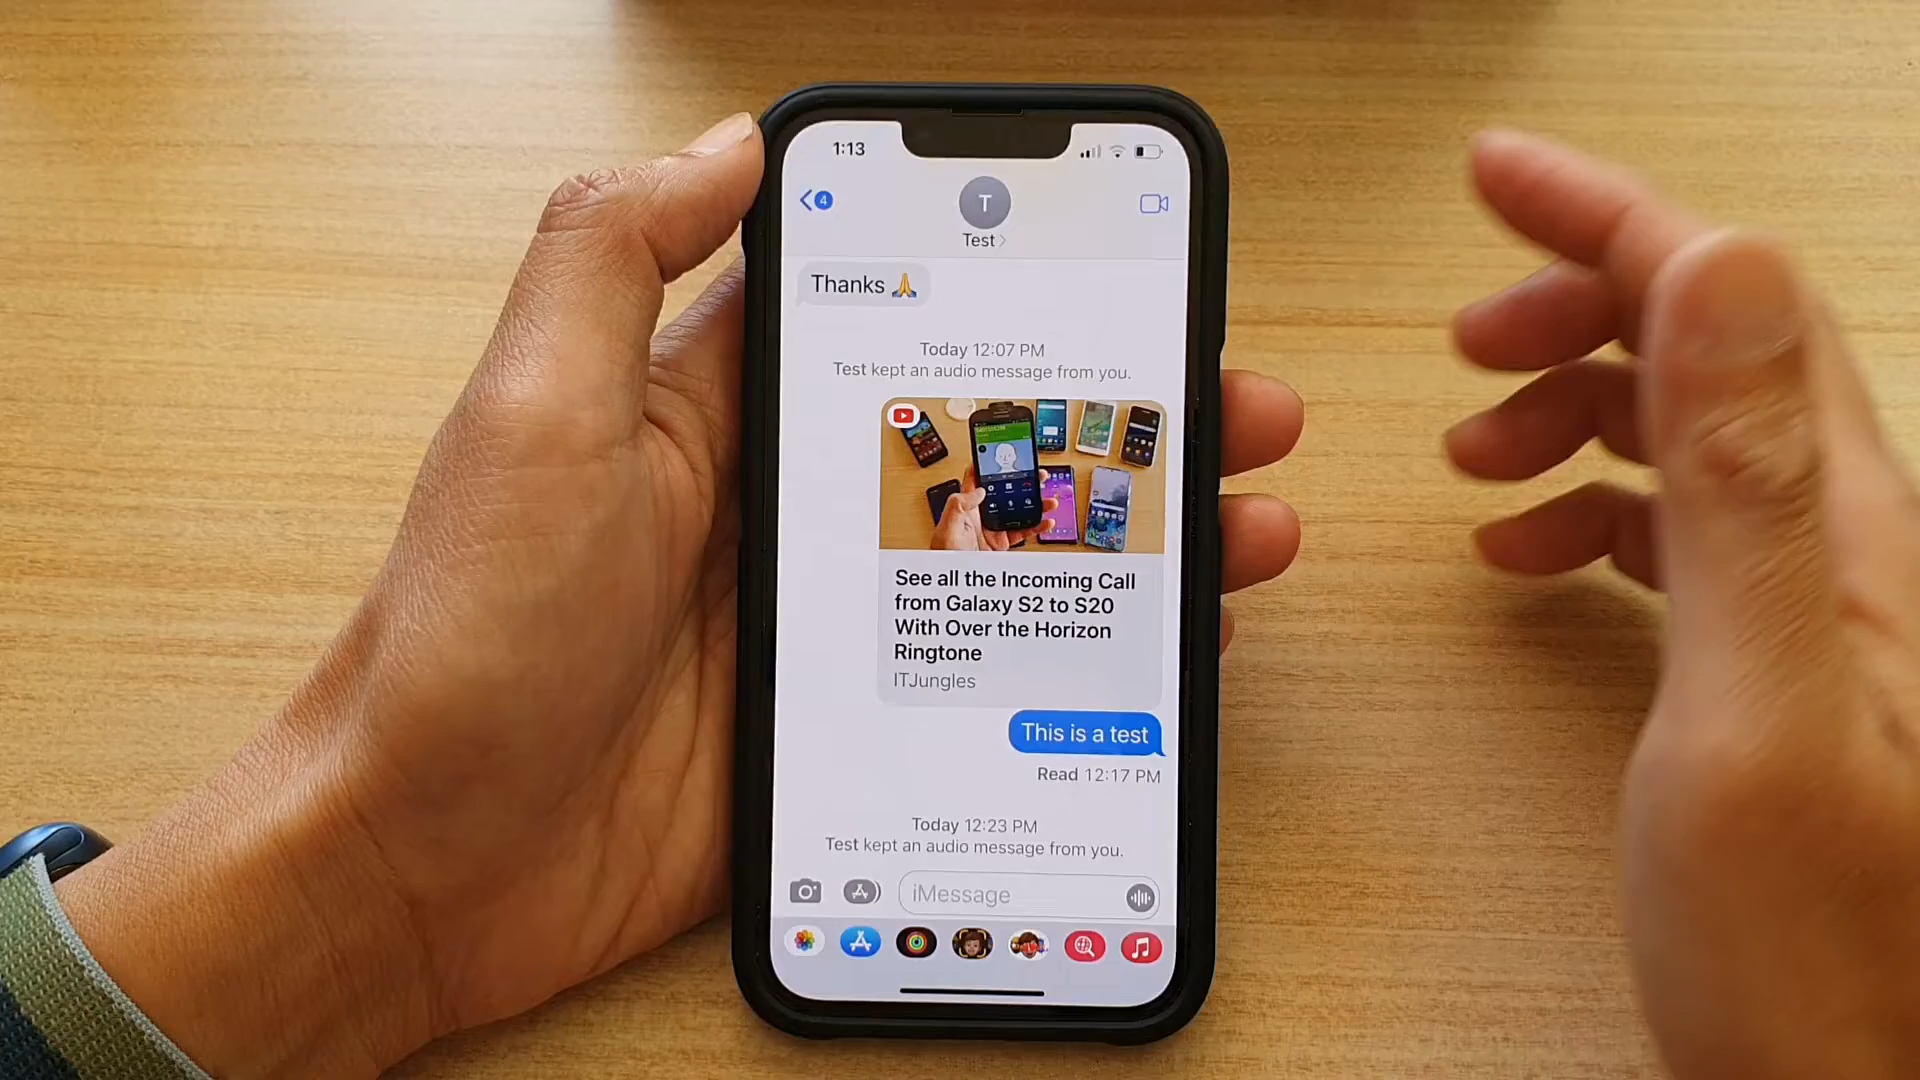 1:13
4
T
Test
Thanks 🙏
Today 12:07 PM
Test kept an audio message from you.
See all the Incoming Call
from Galaxy S2 to S20
With Over the Horizon
Ringtone
ITJungles
This is a test
Read 12:17 PM
Today 12:23 PM
Test kept an audio message from you.
iMessage